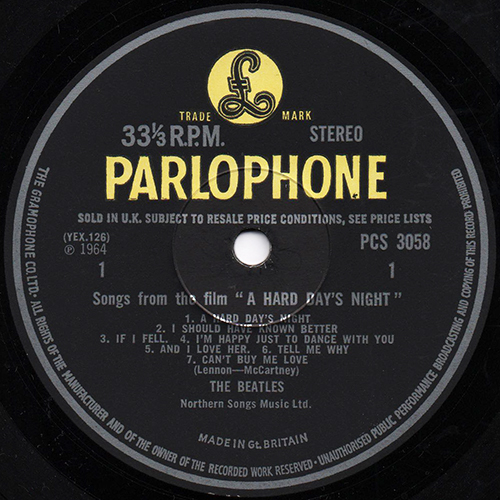 £
TRADE MARK
33⅓ R.P.M. STEREO
PARLOPHONE
SOLD IN U.K. SUBJECT TO RESALE PRICE CONDITIONS, SEE PRICE LISTS
(YEX.126) PCS 3058
℗ 1964
1 1
Songs from the film "A HARD DAY'S NIGHT"
1. A HARD DAY'S NIGHT
2. I SHOULD HAVE KNOWN BETTER
3. IF I FELL. 4. I'M HAPPY JUST TO DANCE WITH YOU
5. AND I LOVE HER. 6. TELL ME WHY
7. CAN'T BUY ME LOVE
(Lennon—McCartney)
THE BEATLES
Northern Songs Music Ltd.
MADE IN Gt. BRITAIN
THE GRAMOPHONE CO. LTD. · ALL RIGHTS OF THE MANUFACTURER AND OF THE OWNER OF THE RECORDED WORK RESERVED · UNAUTHORISED PUBLIC PERFORMANCE BROADCASTING AND COPYING OF THIS RECORD PROHIBITED